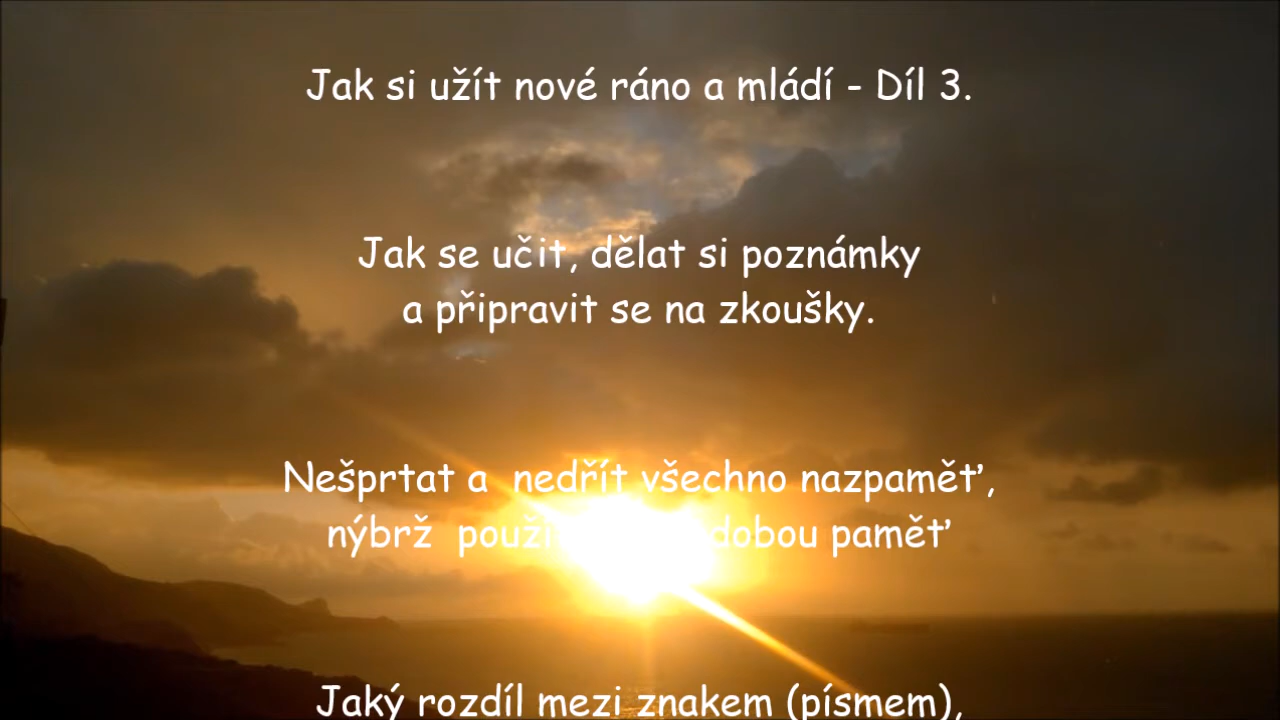 Jak si užít nové ráno a mládí - Díl 3.
Jak se učit, dělat si poznámky
a připravit se na zkoušky.
Nešprtat a nedřít všechno nazpaměť,
nýbrž paměť
Jaký rozdíl mezi znakem (písmem),